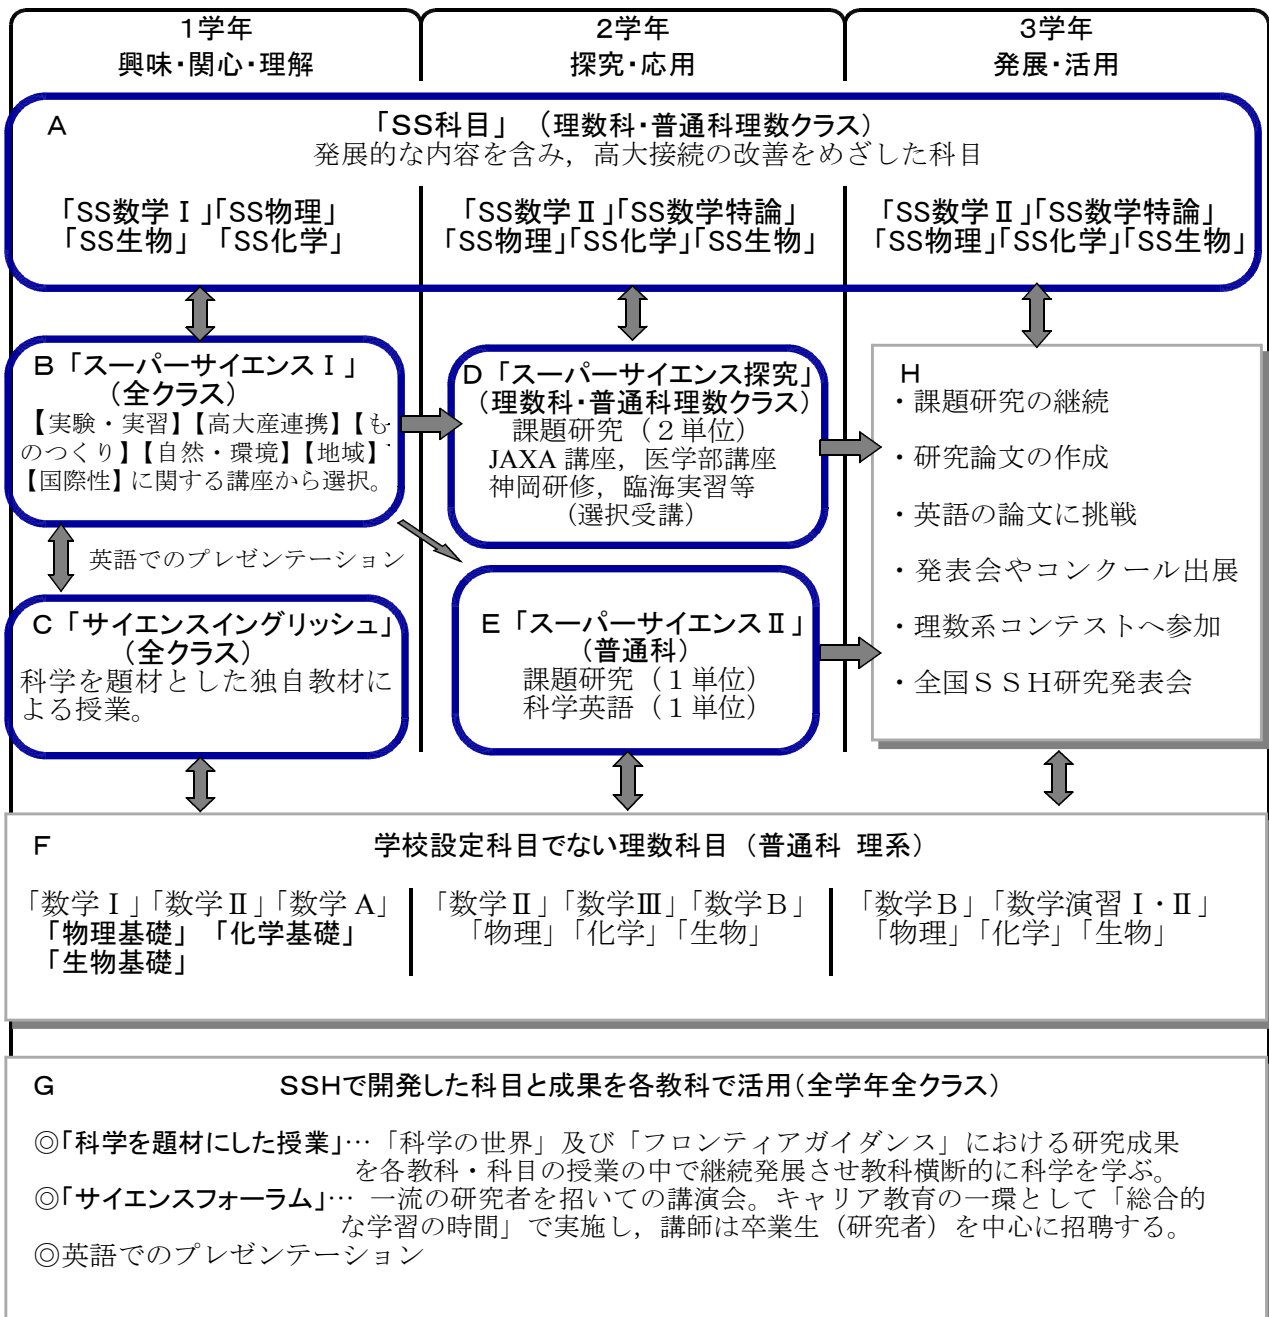 1学年
興味・関心・理解
2学年
探究・応用
3学年
発展・活用
A
「SS科目」（理数科・普通科理数クラス）
発展的な内容を含み，高大接続の改善をめざした科目
「SS数学Ⅰ」「SS物理」
「SS生物」 「SS化学」
「SS数学Ⅱ」「SS数学特論」
「SS物理」「SS化学」「SS生物」
「SS数学Ⅱ」「SS数学特論」
「SS物理」「SS化学」「SS生物」
B「スーパーサイエンスⅠ」
（全クラス）
【実験・実習】【高大産連携】【も
のつくり】【自然・環境】【地域】
【国際性】に関する講座から選択。
英語でのプレゼンテーション
C「サイエンスイングリッシュ」
（全クラス）
科学を題材とした独自教材に
よる授業。
D「スーパーサイエンス探究」
（理数科・普通科理数クラス）
課題研究（２単位）
JAXA 講座，医学部講座
神岡研修，臨海実習等
（選択受講）
E「スーパーサイエンスⅡ」
（普通科）
課題研究（１単位）
科学英語（１単位）
H
・課題研究の継続
・研究論文の作成
・英語の論文に挑戦
・発表会やコンクール出展
・理数系コンテストへ参加
・全国ＳＳＨ研究発表会
F
学校設定科目でない理数科目（普通科 理系）
「数学Ⅰ」「数学Ⅱ」「数学 A」
「物理基礎」 「化学基礎」
「生物基礎」
「数学Ⅱ」「数学Ⅲ」「数学Ｂ」
「物理」「化学」「生物」
「数学Ｂ」「数学演習Ⅰ・Ⅱ」
「物理」「化学」「生物」
G
SSHで開発した科目と成果を各教科で活用（全学年全クラス）
◎「科学を題材にした授業」…「科学の世界」及び「フロンティアガイダンス」における研究成果
を各教科・科目の授業の中で継続発展させ教科横断的に科学を学ぶ。
◎「サイエンスフォーラム」… 一流の研究者を招いての講演会。キャリア教育の一環として「総合的
な学習の時間」で実施し，講師は卒業生（研究者）を中心に招聘する。
◎英語でのプレゼンテーション